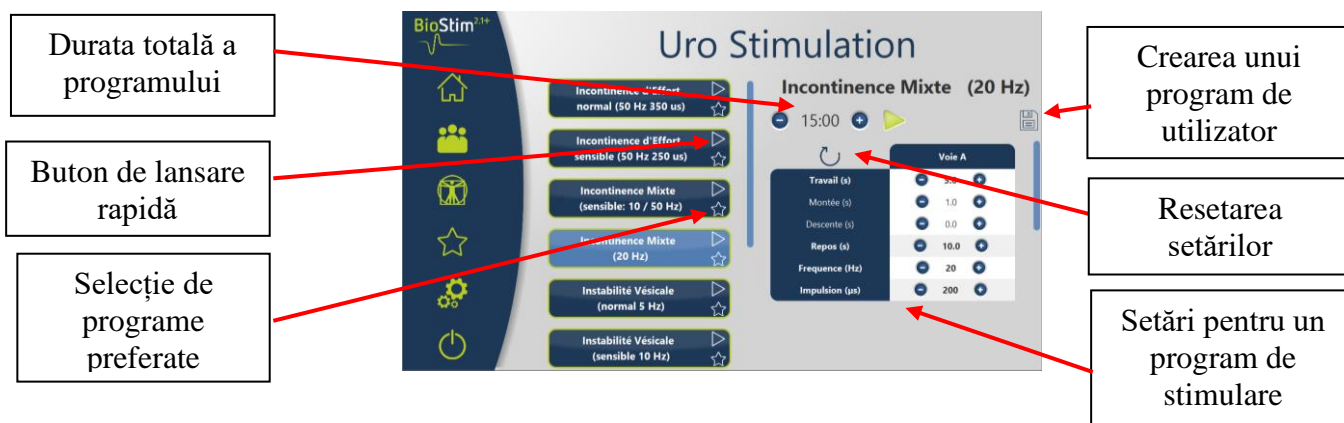 Durata totală a
programului
Buton de lansare
rapidă
Selecție de
programe
preferate
BioStim2.1+
Uro Stimulation
Incontinence d'Effort
normal (50 Hz 350 us)
Incontinence d'Effort
sensible (50 Hz 250 us)
Incontinence Mixte
(sensible: 10 / 50 Hz)
Incontinence Mixte
(20 Hz)
Instabilité Vésicale
(normal 5 Hz)
Instabilité Vésicale
(sensible 10 Hz)
Incontinence Mixte (20 Hz)
15:00
Voie A
Travail (s)
Montée (s) 1.0
Descente (s) 0.0
Repos (s) 10.0
Frequence (Hz) 20
Impulsion (µs) 200
Crearea unui
program de
utilizator
Resetarea
setărilor
Setări pentru un
program de
stimulare